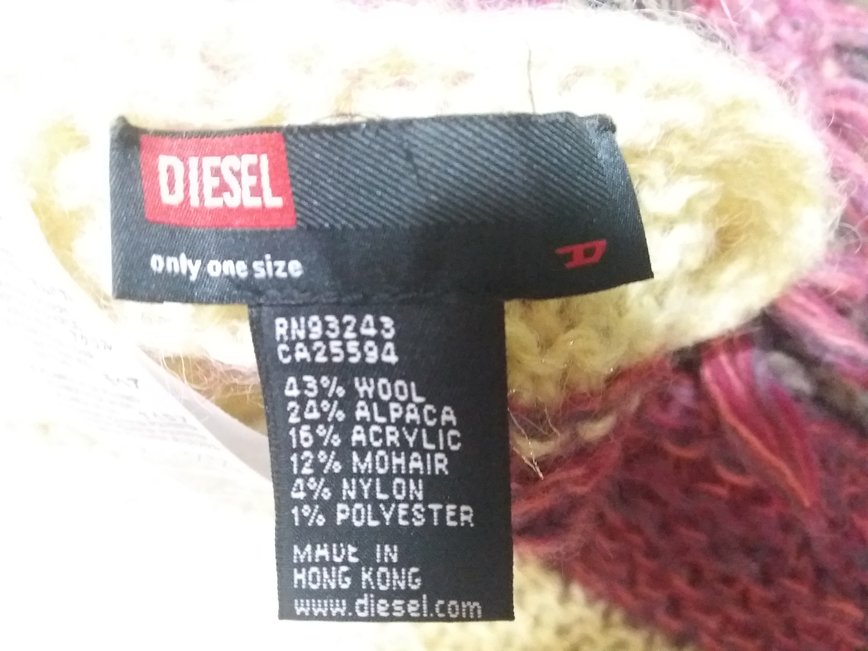 DIESEL
only one size
RN93243
CA25594
43% WOOL
24% ALPACA
16% ACRYLIC
12% MOHAIR
4% NYLON
1% POLYESTER
MADE IN
HONG KONG
www.diesel.com